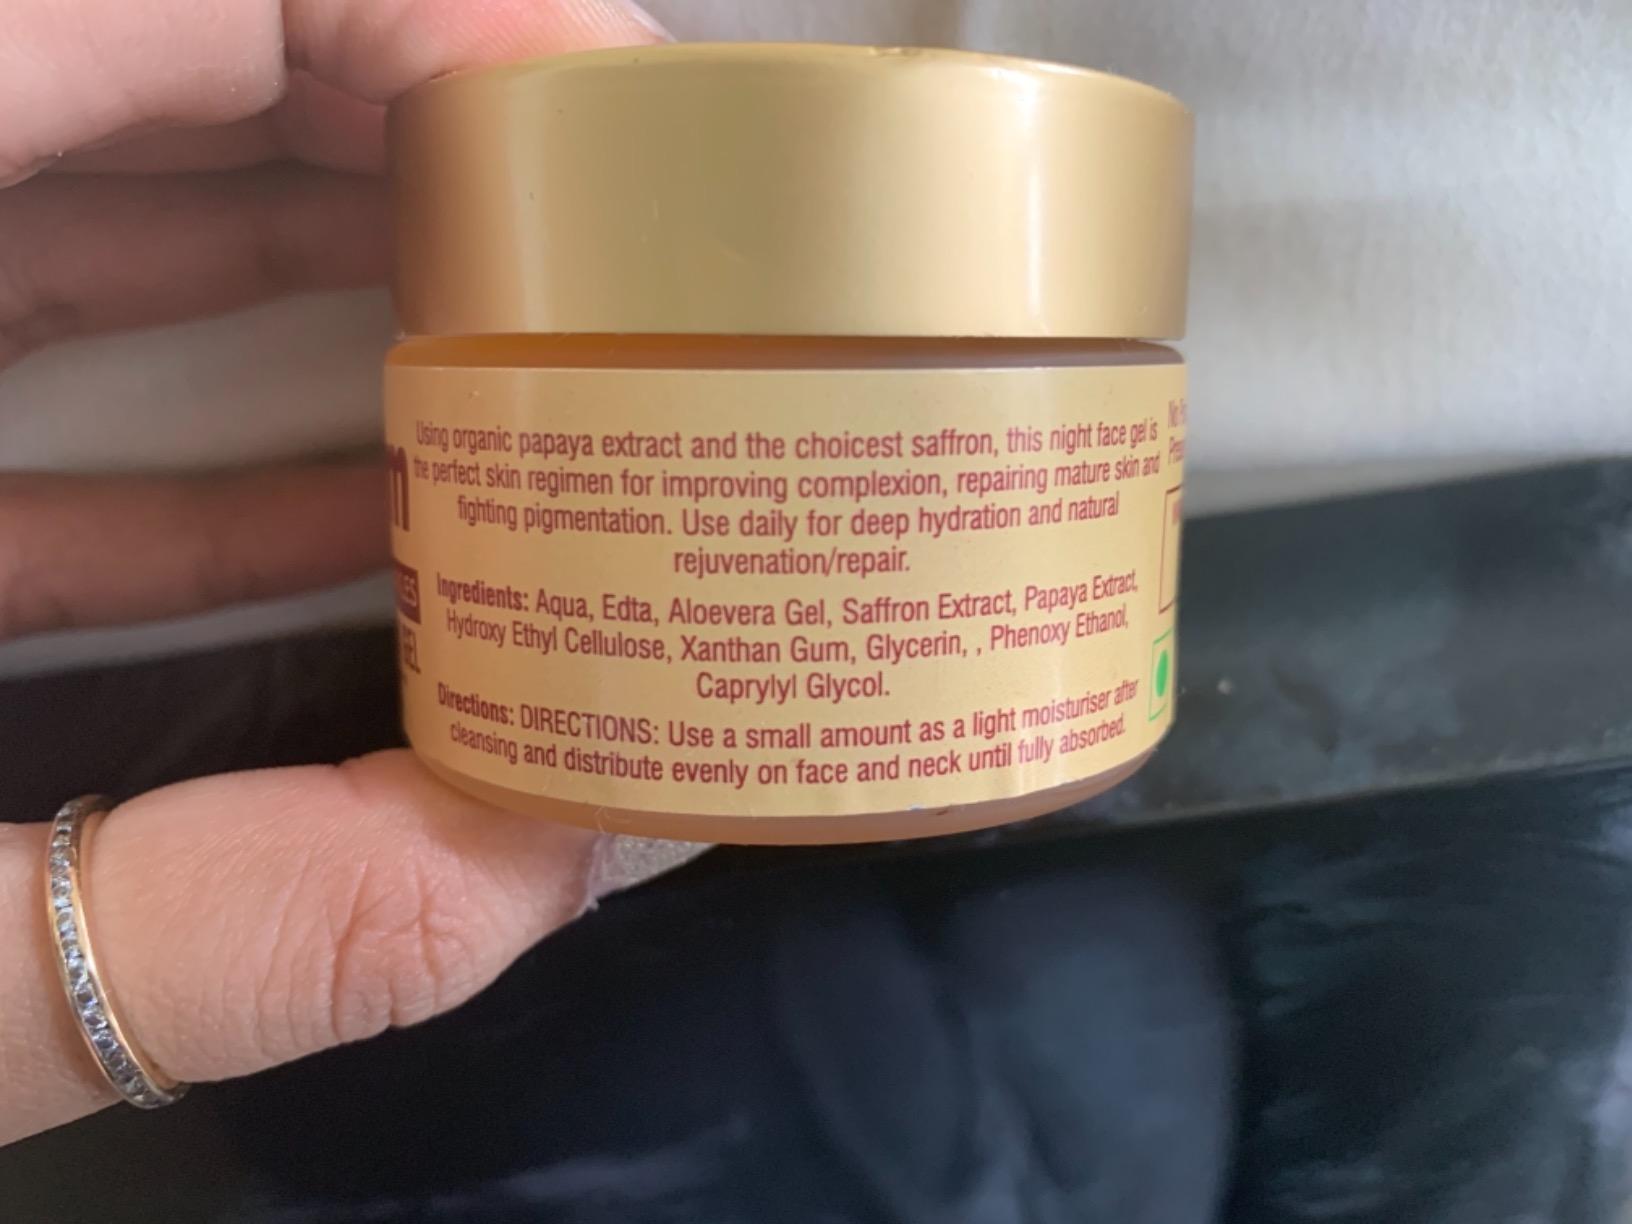 Using organic papaya extract and the choicest saffron, this night face gel is
the perfect skin regimen for improving complexion, repairing mature skin and
fighting pigmentation. Use daily for deep hydration and natural
rejuvenation/repair.
Ingredients: Aqua, Edta, Aloevera Gel, Saffron Extract, Papaya Extract,
Hydroxy Ethyl Cellulose, Xanthan Gum, Glycerin, , Phenoxy Ethanol,
Caprylyl Glycol.
Directions: DIRECTIONS: Use a small amount as a light moisturiser after
cleansing and distribute evenly on face and neck until fully absorbed.
GEL
No